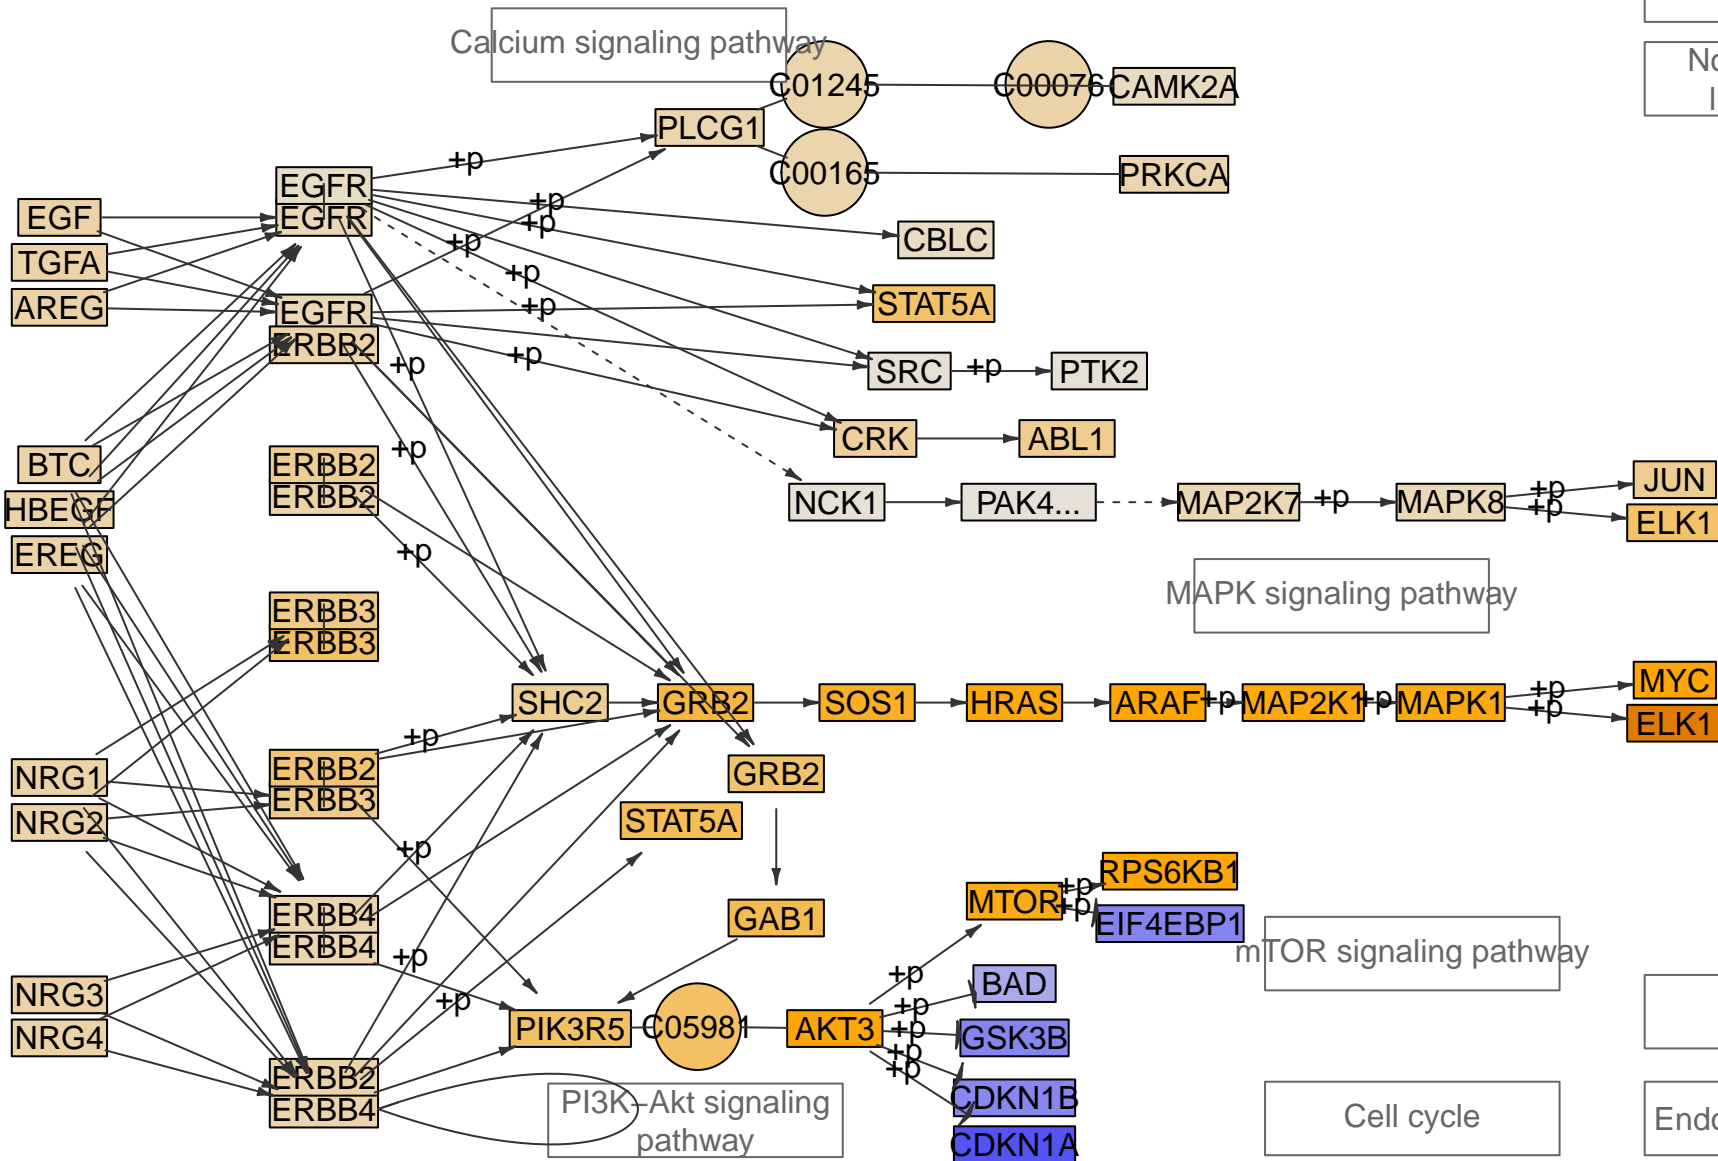 Calcium signaling pathway
C01245
C00076
CAMK2A
PLCG1
C00165
PRKCA
+p
EGFR
EGFR
EGF
TGFA
AREG
+p
+p
+p
CBLC
+p
STAT5A
+p
EGFR
ERBB2
+p
+p
SRC
+p
PTK2
CRK
ABL1
BTC
HBEGF
EREG
ERBB2
ERBB2
+p
+p
NCK1
PAK4...
MAP2K7
+p
MAPK8
+p
+p
JUN
ELK1
MAPK signaling pathway
ERBB3
ERBB3
SHC2
GRB2
SOS1
HRAS
ARAF
+p
MAP2K1
+p
MAPK1
+p
+p
MYC
ELK1
+p
NRG1
NRG2
ERBB2
ERBB3
GRB2
STAT5A
+p
GAB1
ERBB4
ERBB4
+p
+p
MTOR
+p
+p
RPS6KB1
EIF4EBP1
mTOR signaling pathway
NRG3
NRG4
PIK3R5
C05981
AKT3
+p
+p
+p
+p
+p
BAD
GSK3B
CDKN1B
CDKN1A
ERBB2
ERBB4
PI3K−Akt signaling
pathway
Cell cycle